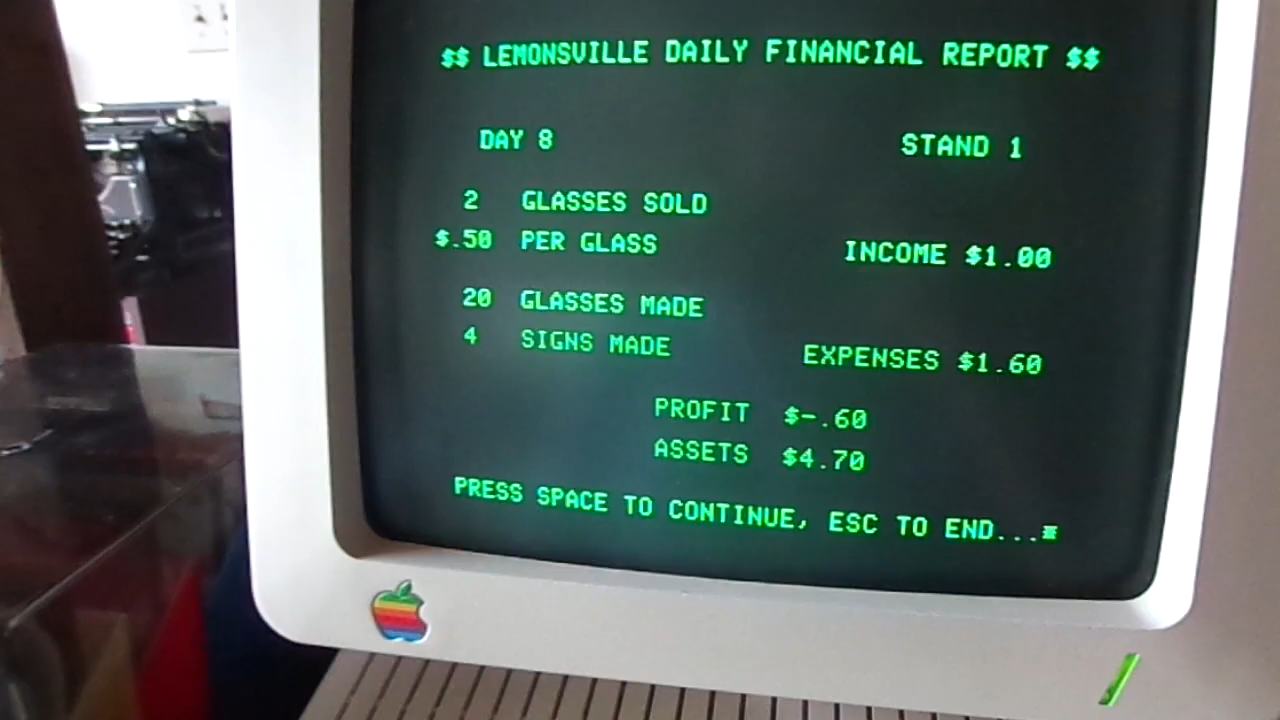 $$ LEMONSVILLE DAILY FINANCIAL REPORT $$
DAY 8 STAND 1
2 GLASSES SOLD
$.50 PER GLASS INCOME $1.00
20 GLASSES MADE
4 SIGNS MADE EXPENSES $1.60
PROFIT $-.60
ASSETS $4.70
PRESS SPACE TO CONTINUE, ESC TO END...